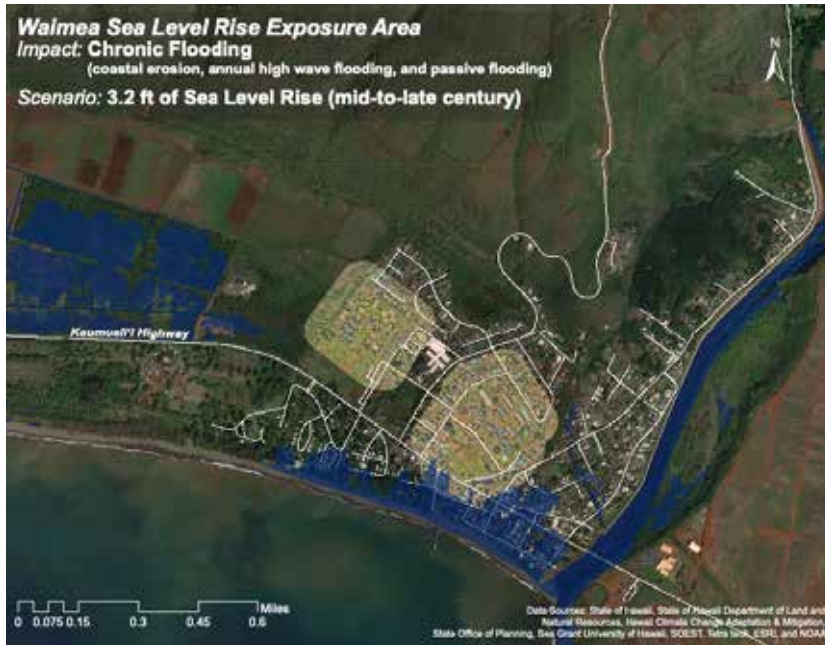 Waimea Sea Level Rise Exposure Area
Impact: Chronic Flooding
(coastal erosion, annual high wave flooding, and passive flooding)
Scenario: 3.2 ft of Sea Level Rise (mid-to-late century)
N
Kaumuali'i Highway
Miles
0 0.075 0.15 0.3 0.45 0.6
Data Sources: State of Hawaii, State of Hawaii Department of Land and
Natural Resources, Hawaii Climate Change Adaptation & Mitigation,
State Office of Planning, Sea Grant University of Hawaii, SOEST, Tetra tech, ESRI, and NOAA